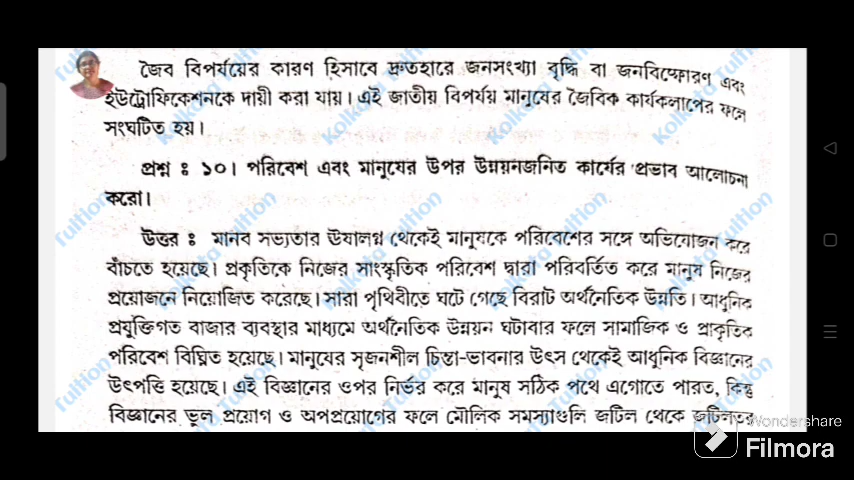 জৈব বিপর্যয়ের কারণ হিসাবে দ্রুতহারে জনসংখ্যা বৃদ্ধি বা জনবিস্ফোরণ এবং
ইউট্রোফিকেশনকে দায়ী করা যায়। এই জাতীয় বিপর্যয় মানুষের জৈবিক কার্যকলাপের ফলে
সংঘটিত হয়।
প্রশ্ন ঃ ১০। পরিবেশ এবং মানুষের উপর উন্নয়নজনিত কার্যের প্রভাব আলোচনা
করো।
উত্তর ঃ মানব সভ্যতার ঊষালগ্ন থেকেই মানুষকে পরিবেশের সঙ্গে অভিযোজন করে
বাঁচতে হয়েছে। প্রকৃতিকে নিজের সাংস্কৃতিক পরিবেশ দ্বারা পরিবর্তিত করে মানুষ নিজের
প্রয়োজনে নিয়োজিত করেছে। সারা পৃথিবীতে ঘটে গেছে বিরাট অর্থনৈতিক উন্নতি। আধুনিক
প্রযুক্তিগত বাজার ব্যবস্থার মাধ্যমে অর্থনৈতিক উন্নয়ন ঘটাবার ফলে সামাজিক ও প্রাকৃতিক
পরিবেশ বিঘ্নিত হয়েছে। মানুষের সৃজনশীল চিন্তা-ভাবনার উৎস থেকেই আধুনিক বিজ্ঞানের
উৎপত্তি হয়েছে। এই বিজ্ঞানের ওপর নির্ভর করে মানুষ সঠিক পথে এগোতে পারত, কিন্তু
বিজ্ঞানের ভুল প্রয়োগ ও অপপ্রয়োগের ফলে মৌলিক সমস্যাগুলি জটিল থেকে জটিলতর
Wondershare
Filmora
Kolkata Tuition